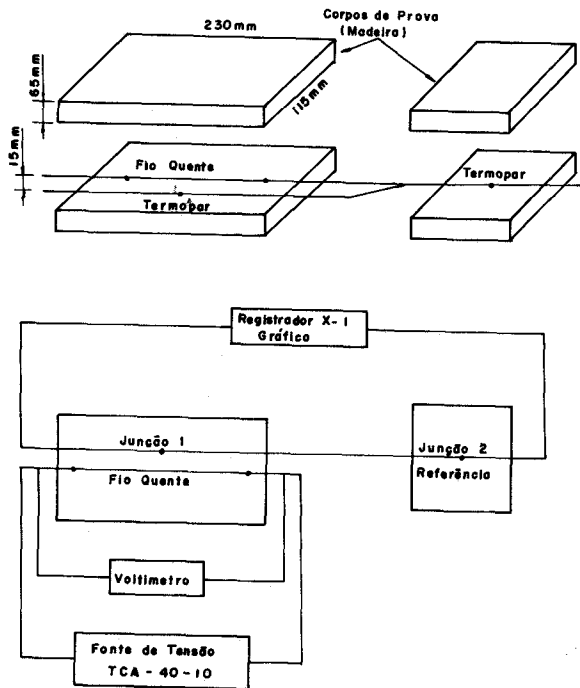 Corpos de Prova
(Madeira)
230mm
65mm
115mm
15mm
Fio Quente
Termopar
Termopar
Registrador X-1
Gráfico
Junção 1
Fio Quente
Junção 2
Referência
Voltímetro
Fonte de Tensão
TCA - 40 - 10